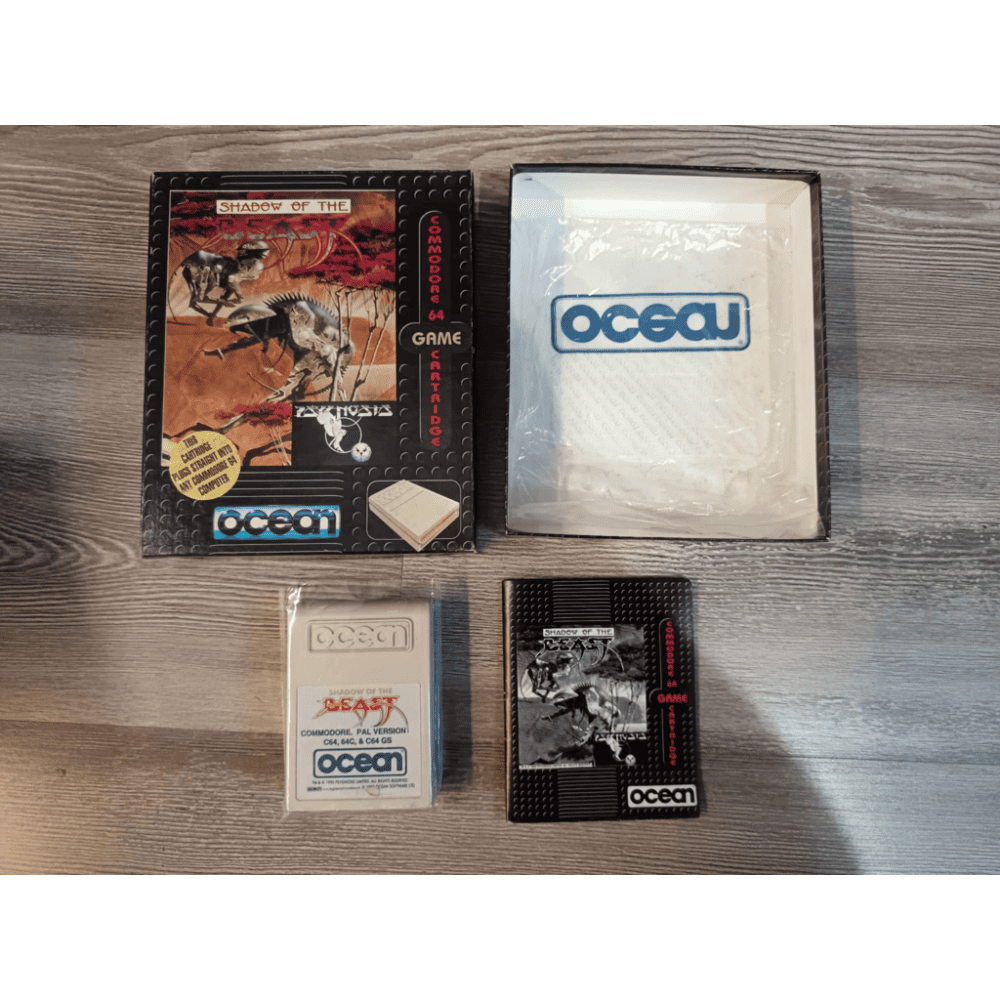 SHADOW OF THE
BEAST
COMMODORE 64
GAME
CARTRIDGE
PSYGNOSIS
THIS
CARTRIDGE
PLUGS STRAIGHT INTO
ANY COMMODORE 64
COMPUTER
ocean
ocean
ocean
SHADOW OF THE
BEAST
COMMODORE, PAL VERSION
C64, 64C, & C64 GS
ocean
SHADOW OF THE
BEAST
COMMODORE 64
GAME
CARTRIDGE
PSYGNOSIS
ocean